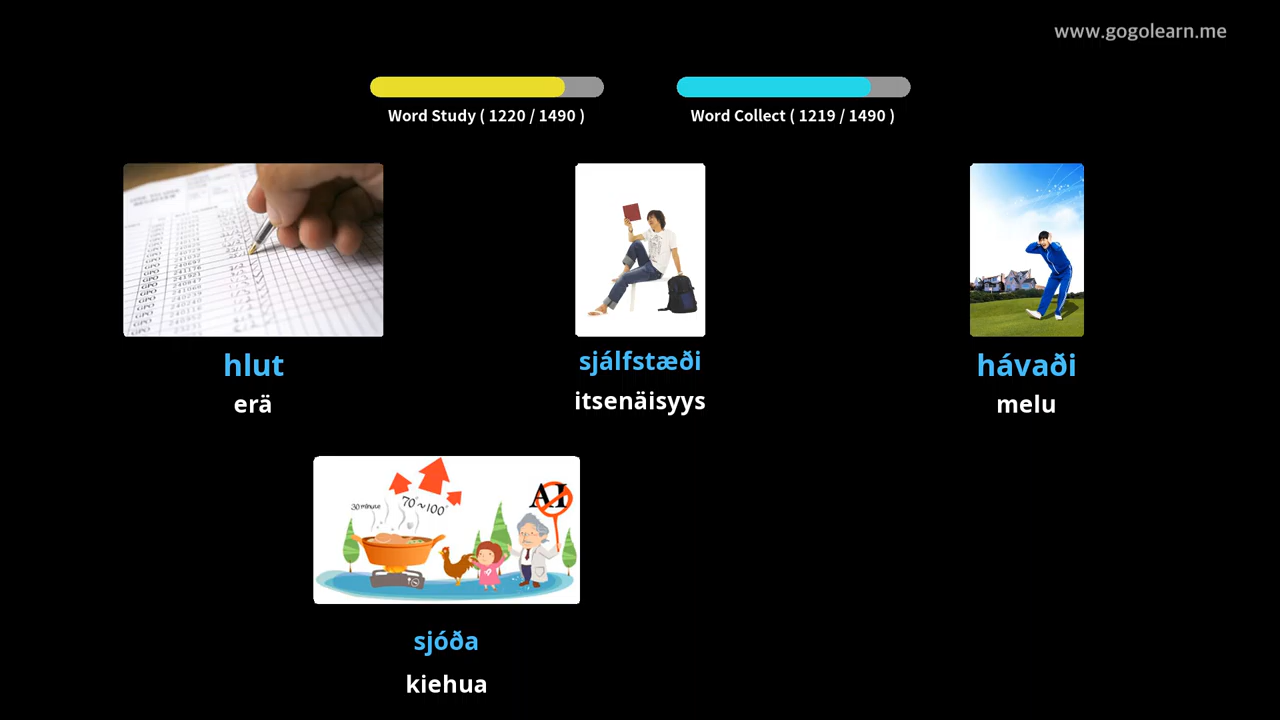 www.gogolearn.me
Word Study ( 1220 / 1490 )
Word Collect ( 1219 / 1490 )
hlut
erä
sjálfstæði
itsenäisyys
hávaði
melu
30 minute
70°~100°
AI
sjóða
kiehua